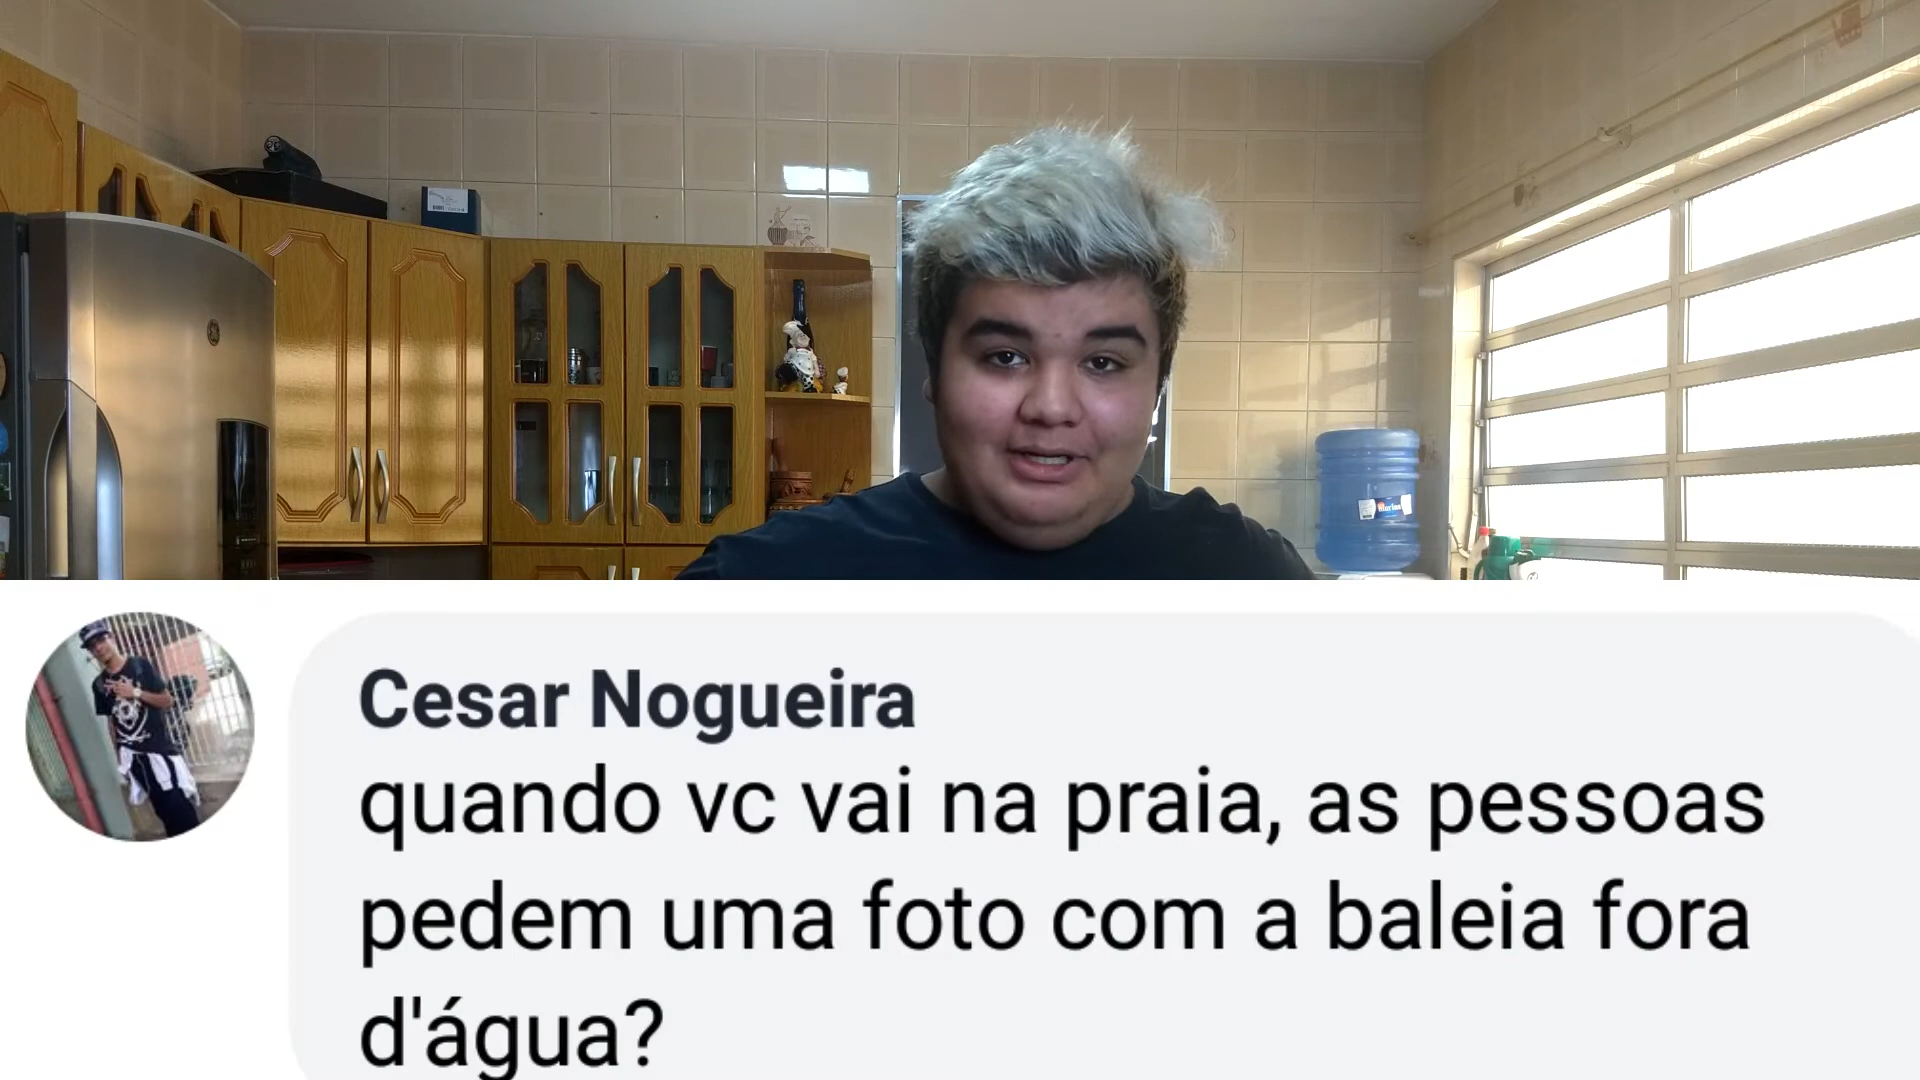 Cesar Nogueira
quando vc vai na praia, as pessoas
pedem uma foto com a baleia fora
d'água?